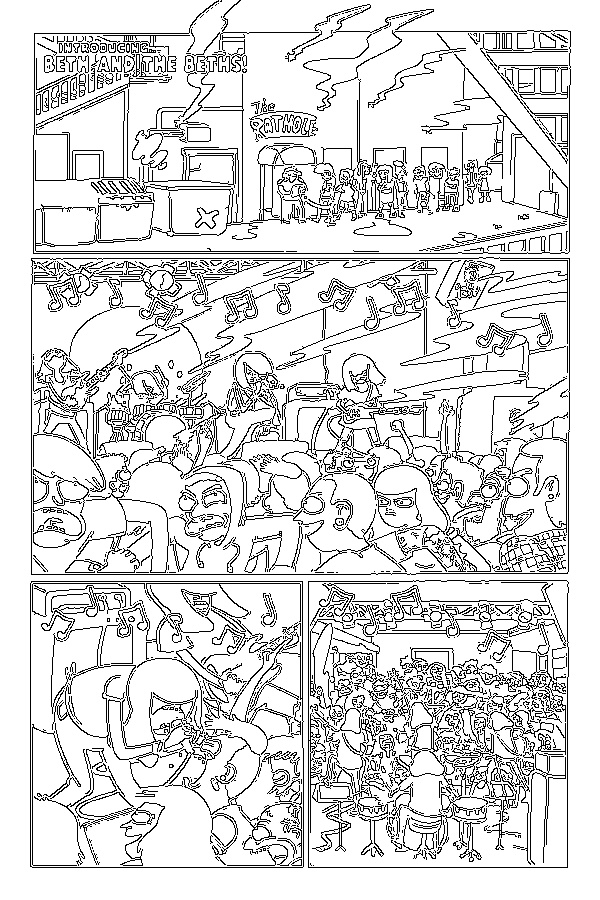 INTRODUCING...
BETH AND THE BETHS!
The
RATHOLE